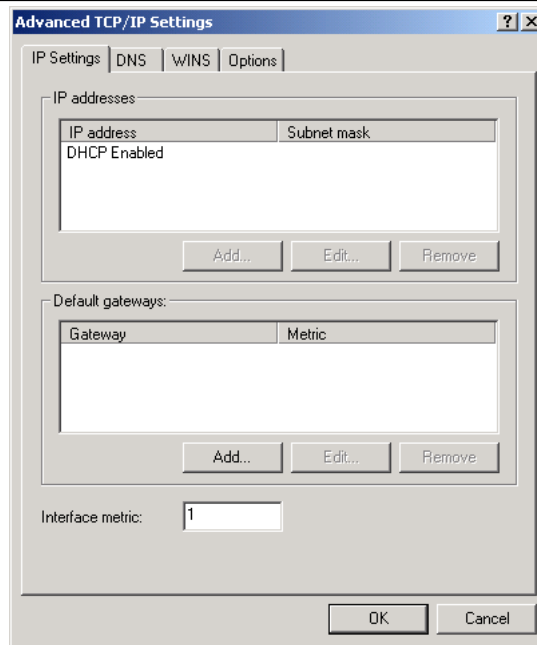 Advanced TCP/IP Settings
IP Settings DNS WINS Options
IP addresses
IP address Subnet mask
DHCP Enabled
Add... Edit... Remove
Default gateways:
Gateway Metric
Add... Edit... Remove
Interface metric: 1
OK Cancel